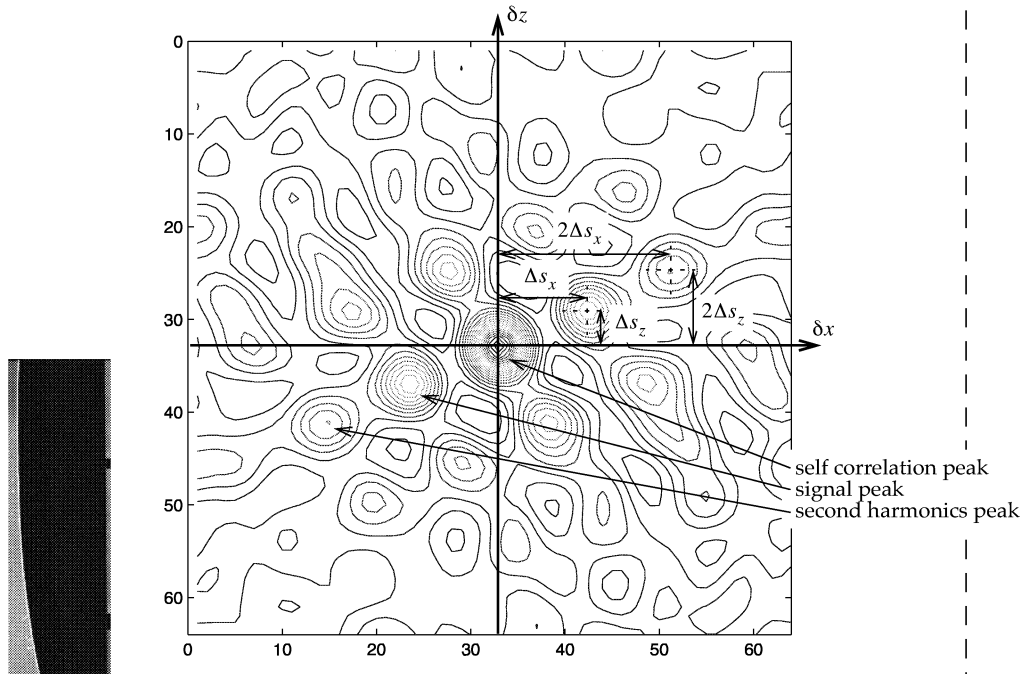 δz
0
10
20
30
40
50
60
2Δs_x
Δs_x
2Δs_z
Δs_z
δx
self correlation peak
signal peak
second harmonics peak
0 10 20 30 40 50 60